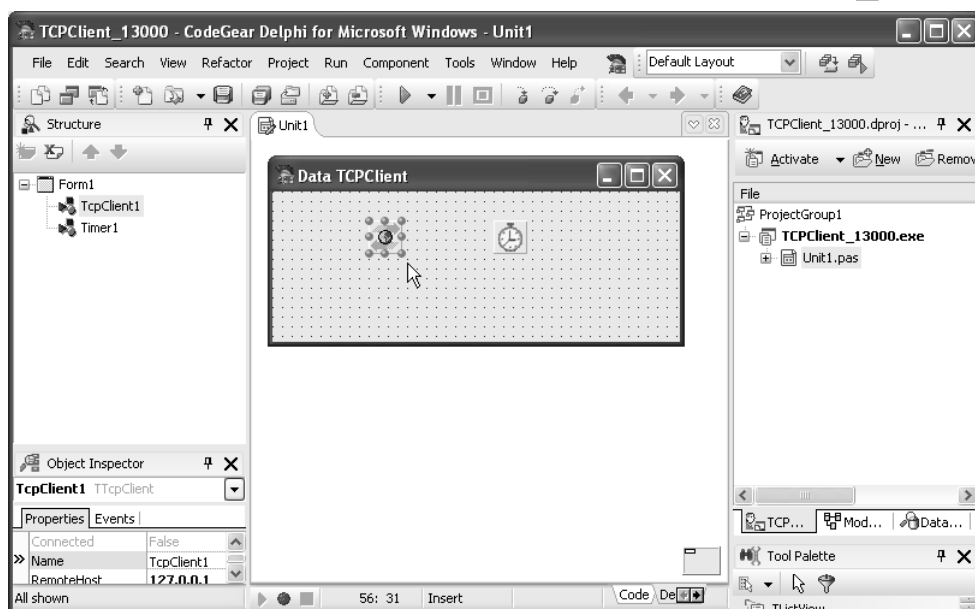 TCPClient_13000 - CodeGear Delphi for Microsoft Windows - Unit1
File Edit Search View Refactor Project Run Component Tools Window Help Default Layout
Structure
Unit1
TCPClient_13000.dproj - ...
Activate New Remov
Form1
TcpClient1
Timer1
Data TCPClient
File
ProjectGroup1
TCPClient_13000.exe
Unit1.pas
Object Inspector
TcpClient1 TTcpClient
Properties Events
Connected False
Name TcpClient1
RemoteHost 127.0.0.1
All shown
56: 31 Insert
Code De
TCP... Mod... Data...
Tool Palette
TListView